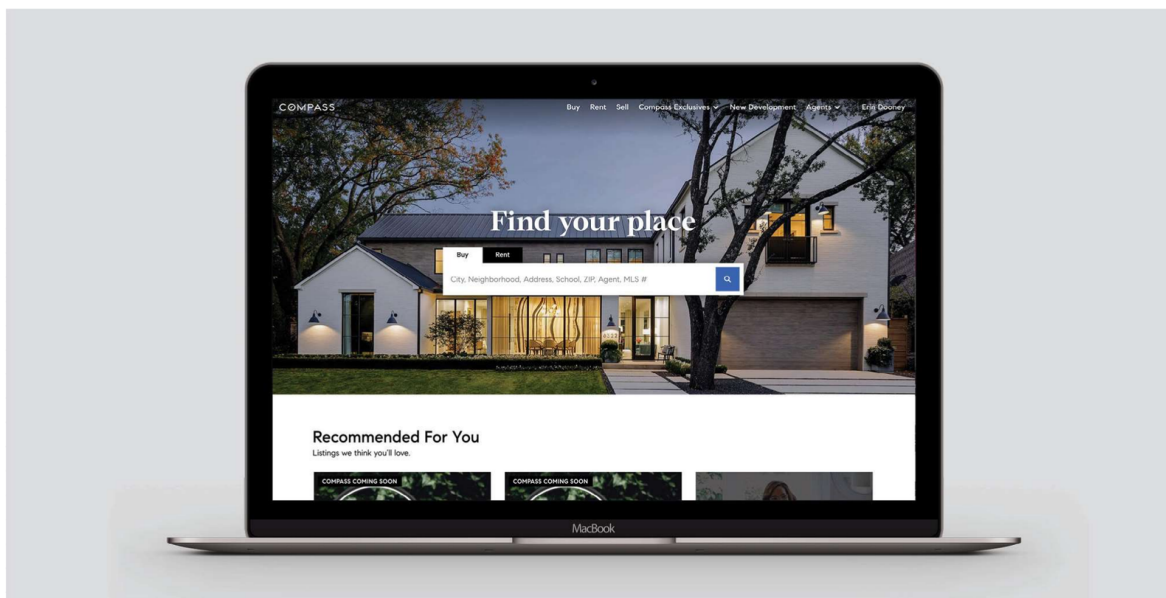 COMPASS
Buy Rent Sell Compass Exclusives New Development Agents Erin Dooney
Find your place
Buy Rent
City, Neighborhood, Address, School, ZIP, Agent, MLS #
Recommended For You
Listings we think you'll love.
COMPASS COMING SOON COMPASS COMING SOON
MacBook